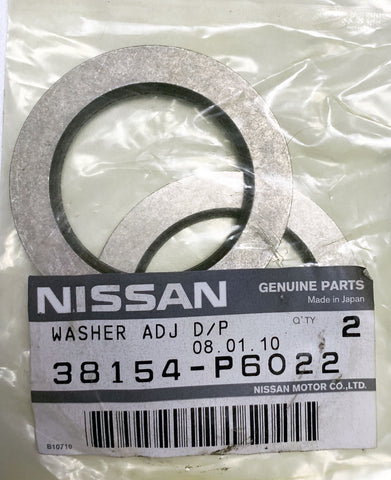 NISSAN
GENUINE PARTS
Made in Japan
WASHER ADJ D/P
Q'TY
2
08.01.10
38154-P6022
NISSAN MOTOR CO.,LTD.
B10710